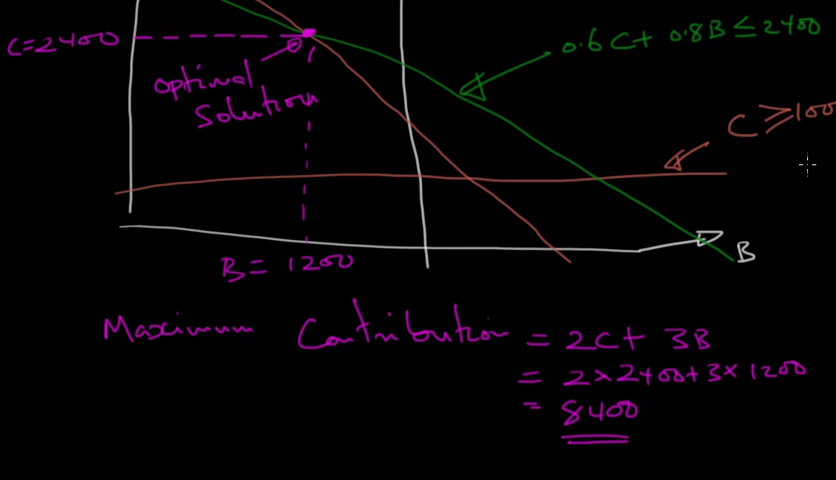 0.6C + 0.8B ≤ 2400
C = 2400
1
Optimal
Solution
C ≥ 100
B
B = 1200
Maximum Contribution = 2C + 3B
= 2 × 2400 + 3 × 1200
= 8400